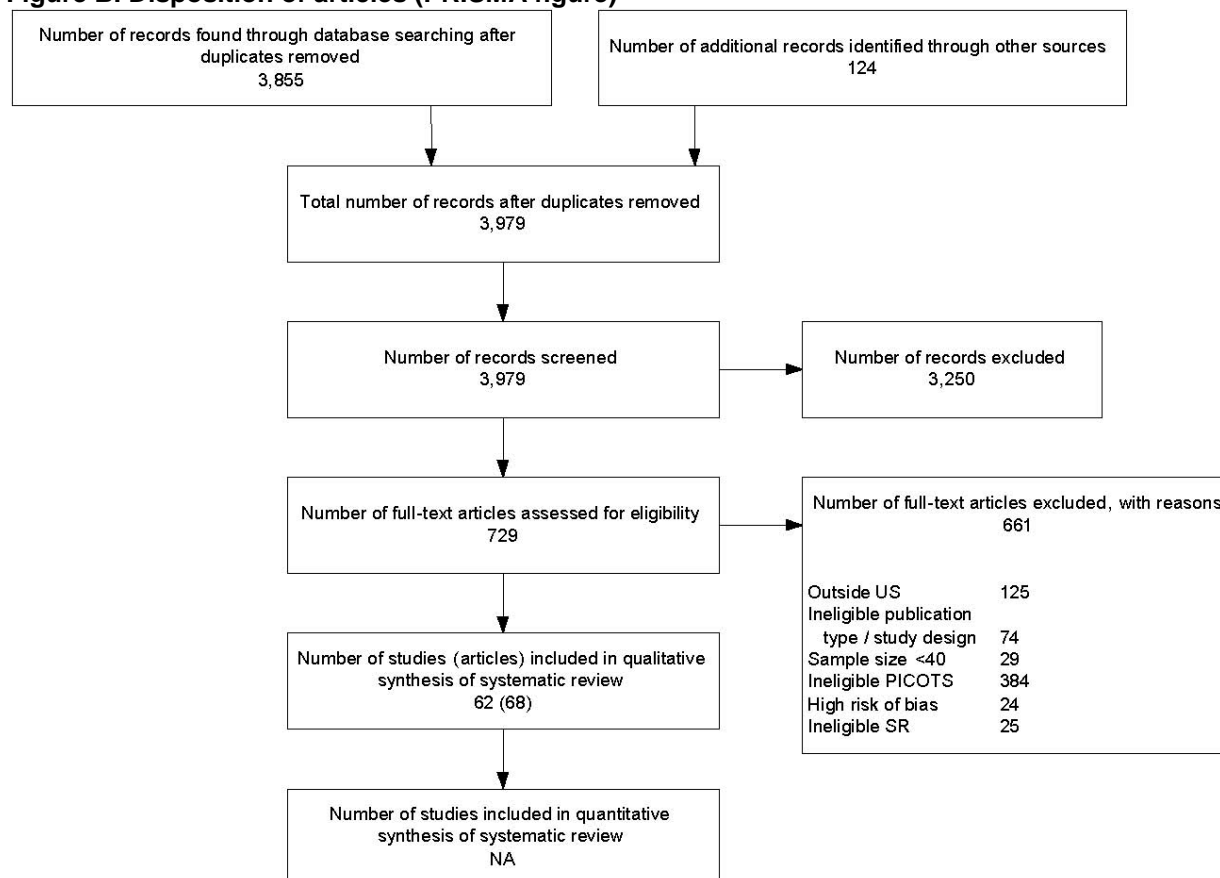 Figure B. Disposition of articles (PRISMA figure)
Number of records found through database searching after
duplicates removed
3,855
Number of additional records identified through other sources
124
Total number of records after duplicates removed
3,979
Number of records screened
3,979
Number of records excluded
3,250
Number of full-text articles assessed for eligibility
729
Number of full-text articles excluded, with reasons
661
Outside US 125
Ineligible publication
type / study design 74
Sample size <40 29
Ineligible PICOTS 384
High risk of bias 24
Ineligible SR 25
Number of studies (articles) included in qualitative
synthesis of systematic review
62 (68)
Number of studies included in quantitative
synthesis of systematic review
NA